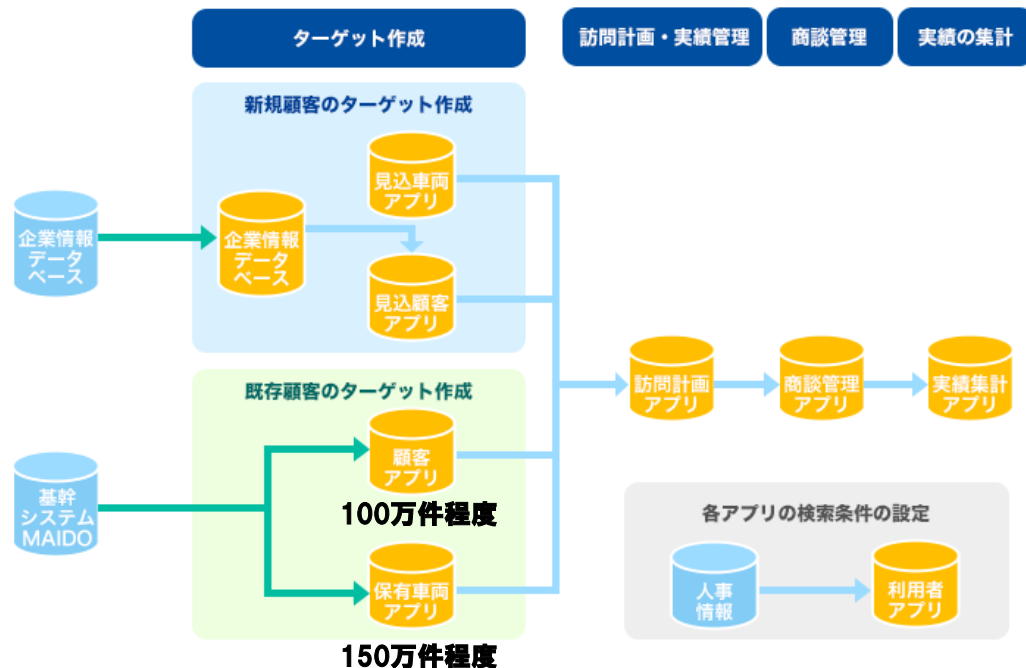 ターゲット作成
訪問計画・実績管理
商談管理
実績の集計
新規顧客のターゲット作成
見込車両
アプリ
企業情報
データ
ベース
企業情報
データ
ベース
見込顧客
アプリ
訪問計画
アプリ
商談管理
アプリ
実績集計
アプリ
既存顧客のターゲット作成
顧客
アプリ
100万件程度
基幹
システム
MAIDO
保有車両
アプリ
150万件程度
各アプリの検索条件の設定
人事
情報
利用者
アプリ